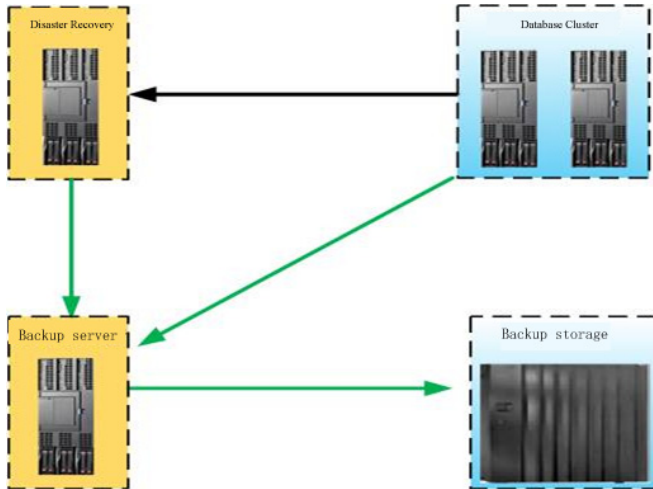 Disaster Recovery
Database Cluster
Backup server
Backup storage